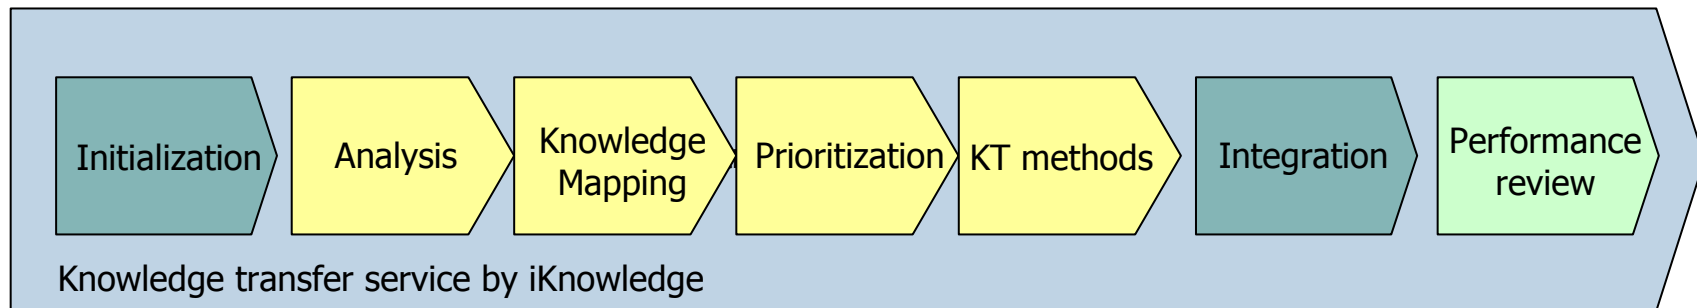 Initialization
Analysis
Knowledge
Mapping
Prioritization
KT methods
Integration
Performance
review
Knowledge transfer service by iKnowledge